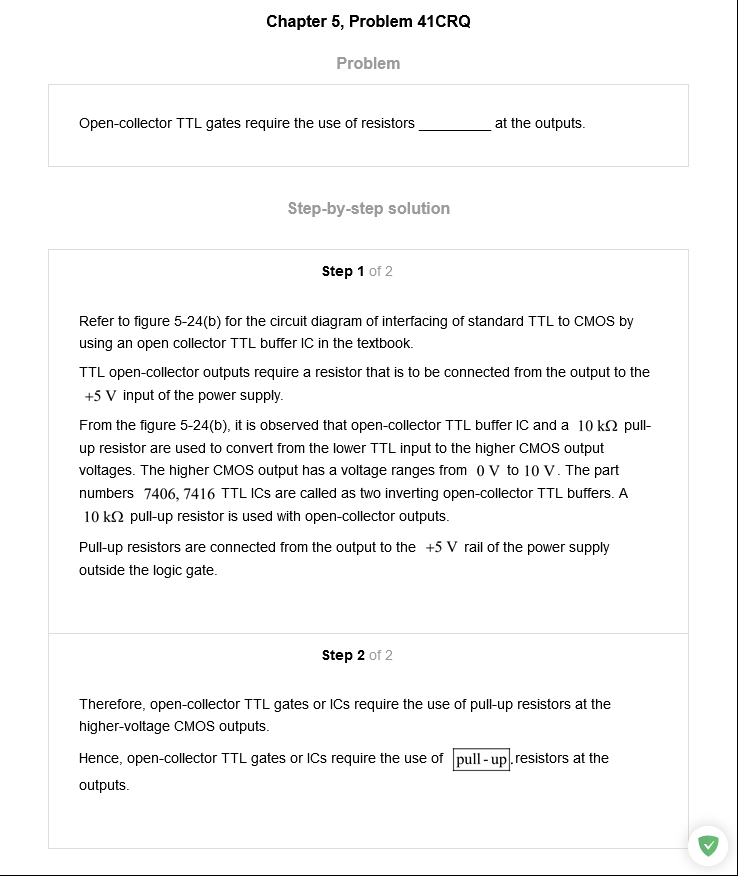 Chapter 5, Problem 41CRQ
Problem
Open-collector TTL gates require the use of resistors _________ at the outputs.
Step-by-step solution
Step 1 of 2
Refer to figure 5-24(b) for the circuit diagram of interfacing of standard TTL to CMOS by
using an open collector TTL buffer IC in the textbook.
TTL open-collector outputs require a resistor that is to be connected from the output to the
+5 V input of the power supply.
From the figure 5-24(b), it is observed that open-collector TTL buffer IC and a 10 kΩ pull-
up resistor are used to convert from the lower TTL input to the higher CMOS output
voltages. The higher CMOS output has a voltage ranges from 0 V to 10 V. The part
numbers 7406, 7416 TTL ICs are called as two inverting open-collector TTL buffers. A
10 kΩ pull-up resistor is used with open-collector outputs.
Pull-up resistors are connected from the output to the +5 V rail of the power supply
outside the logic gate.
Step 2 of 2
Therefore, open-collector TTL gates or ICs require the use of pull-up resistors at the
higher-voltage CMOS outputs.
Hence, open-collector TTL gates or ICs require the use of pull-up. resistors at the
outputs.